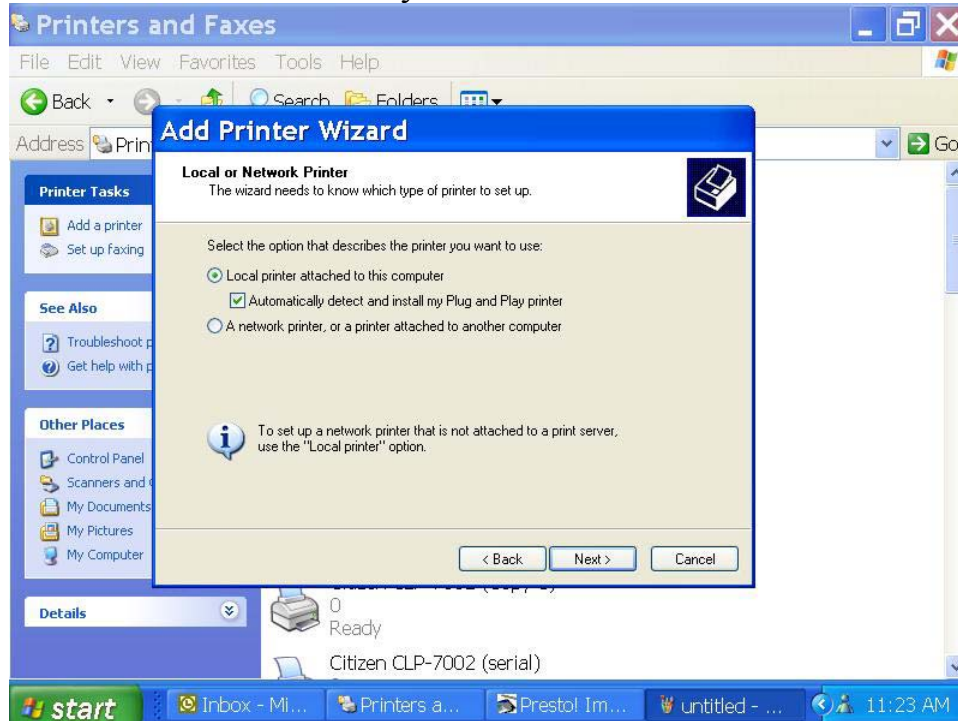 Printers and Faxes
File Edit View Favorites Tools Help
Back Search Folders
Address Prin Go
Add Printer Wizard
Local or Network Printer
The wizard needs to know which type of printer to set up.
Select the option that describes the printer you want to use:
Local printer attached to this computer
Automatically detect and install my Plug and Play printer
A network printer, or a printer attached to another computer
To set up a network printer that is not attached to a print server,
use the "Local printer" option.
< Back Next > Cancel
Printer Tasks
Add a printer
Set up faxing
See Also
Troubleshoot p
Get help with p
Other Places
Control Panel
Scanners and
My Documents
My Pictures
My Computer
Details
0
Ready
Citizen CLP-7002 (serial)
start Inbox - Mi... Printers a... Presto! Im... untitled - ... 11:23 AM